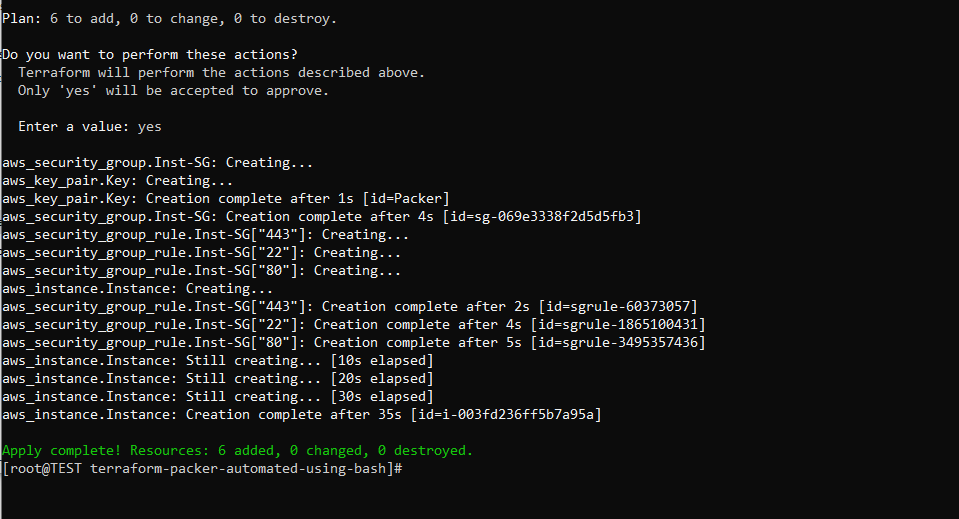 Plan: 6 to add, 0 to change, 0 to destroy.
Do you want to perform these actions?
Terraform will perform the actions described above.
Only 'yes' will be accepted to approve.
Enter a value: yes
aws_security_group.Inst-SG: Creating...
aws_key_pair.Key: Creating...
aws_key_pair.Key: Creation complete after 1s [id=Packer]
aws_security_group.Inst-SG: Creation complete after 4s [id=sg-069e3338f2d5d5fb3]
aws_security_group_rule.Inst-SG["443"]: Creating...
aws_security_group_rule.Inst-SG["22"]: Creating...
aws_security_group_rule.Inst-SG["80"]: Creating...
aws_instance.Instance: Creating...
aws_security_group_rule.Inst-SG["443"]: Creation complete after 2s [id=sgrule-60373057]
aws_security_group_rule.Inst-SG["22"]: Creation complete after 4s [id=sgrule-1865100431]
aws_security_group_rule.Inst-SG["80"]: Creation complete after 5s [id=sgrule-3495357436]
aws_instance.Instance: Still creating... [10s elapsed]
aws_instance.Instance: Still creating... [20s elapsed]
aws_instance.Instance: Still creating... [30s elapsed]
aws_instance.Instance: Creation complete after 35s [id=i-003fd236ff5b7a95a]
Apply complete! Resources: 6 added, 0 changed, 0 destroyed.
[root@TEST terraform-packer-automated-using-bash]#